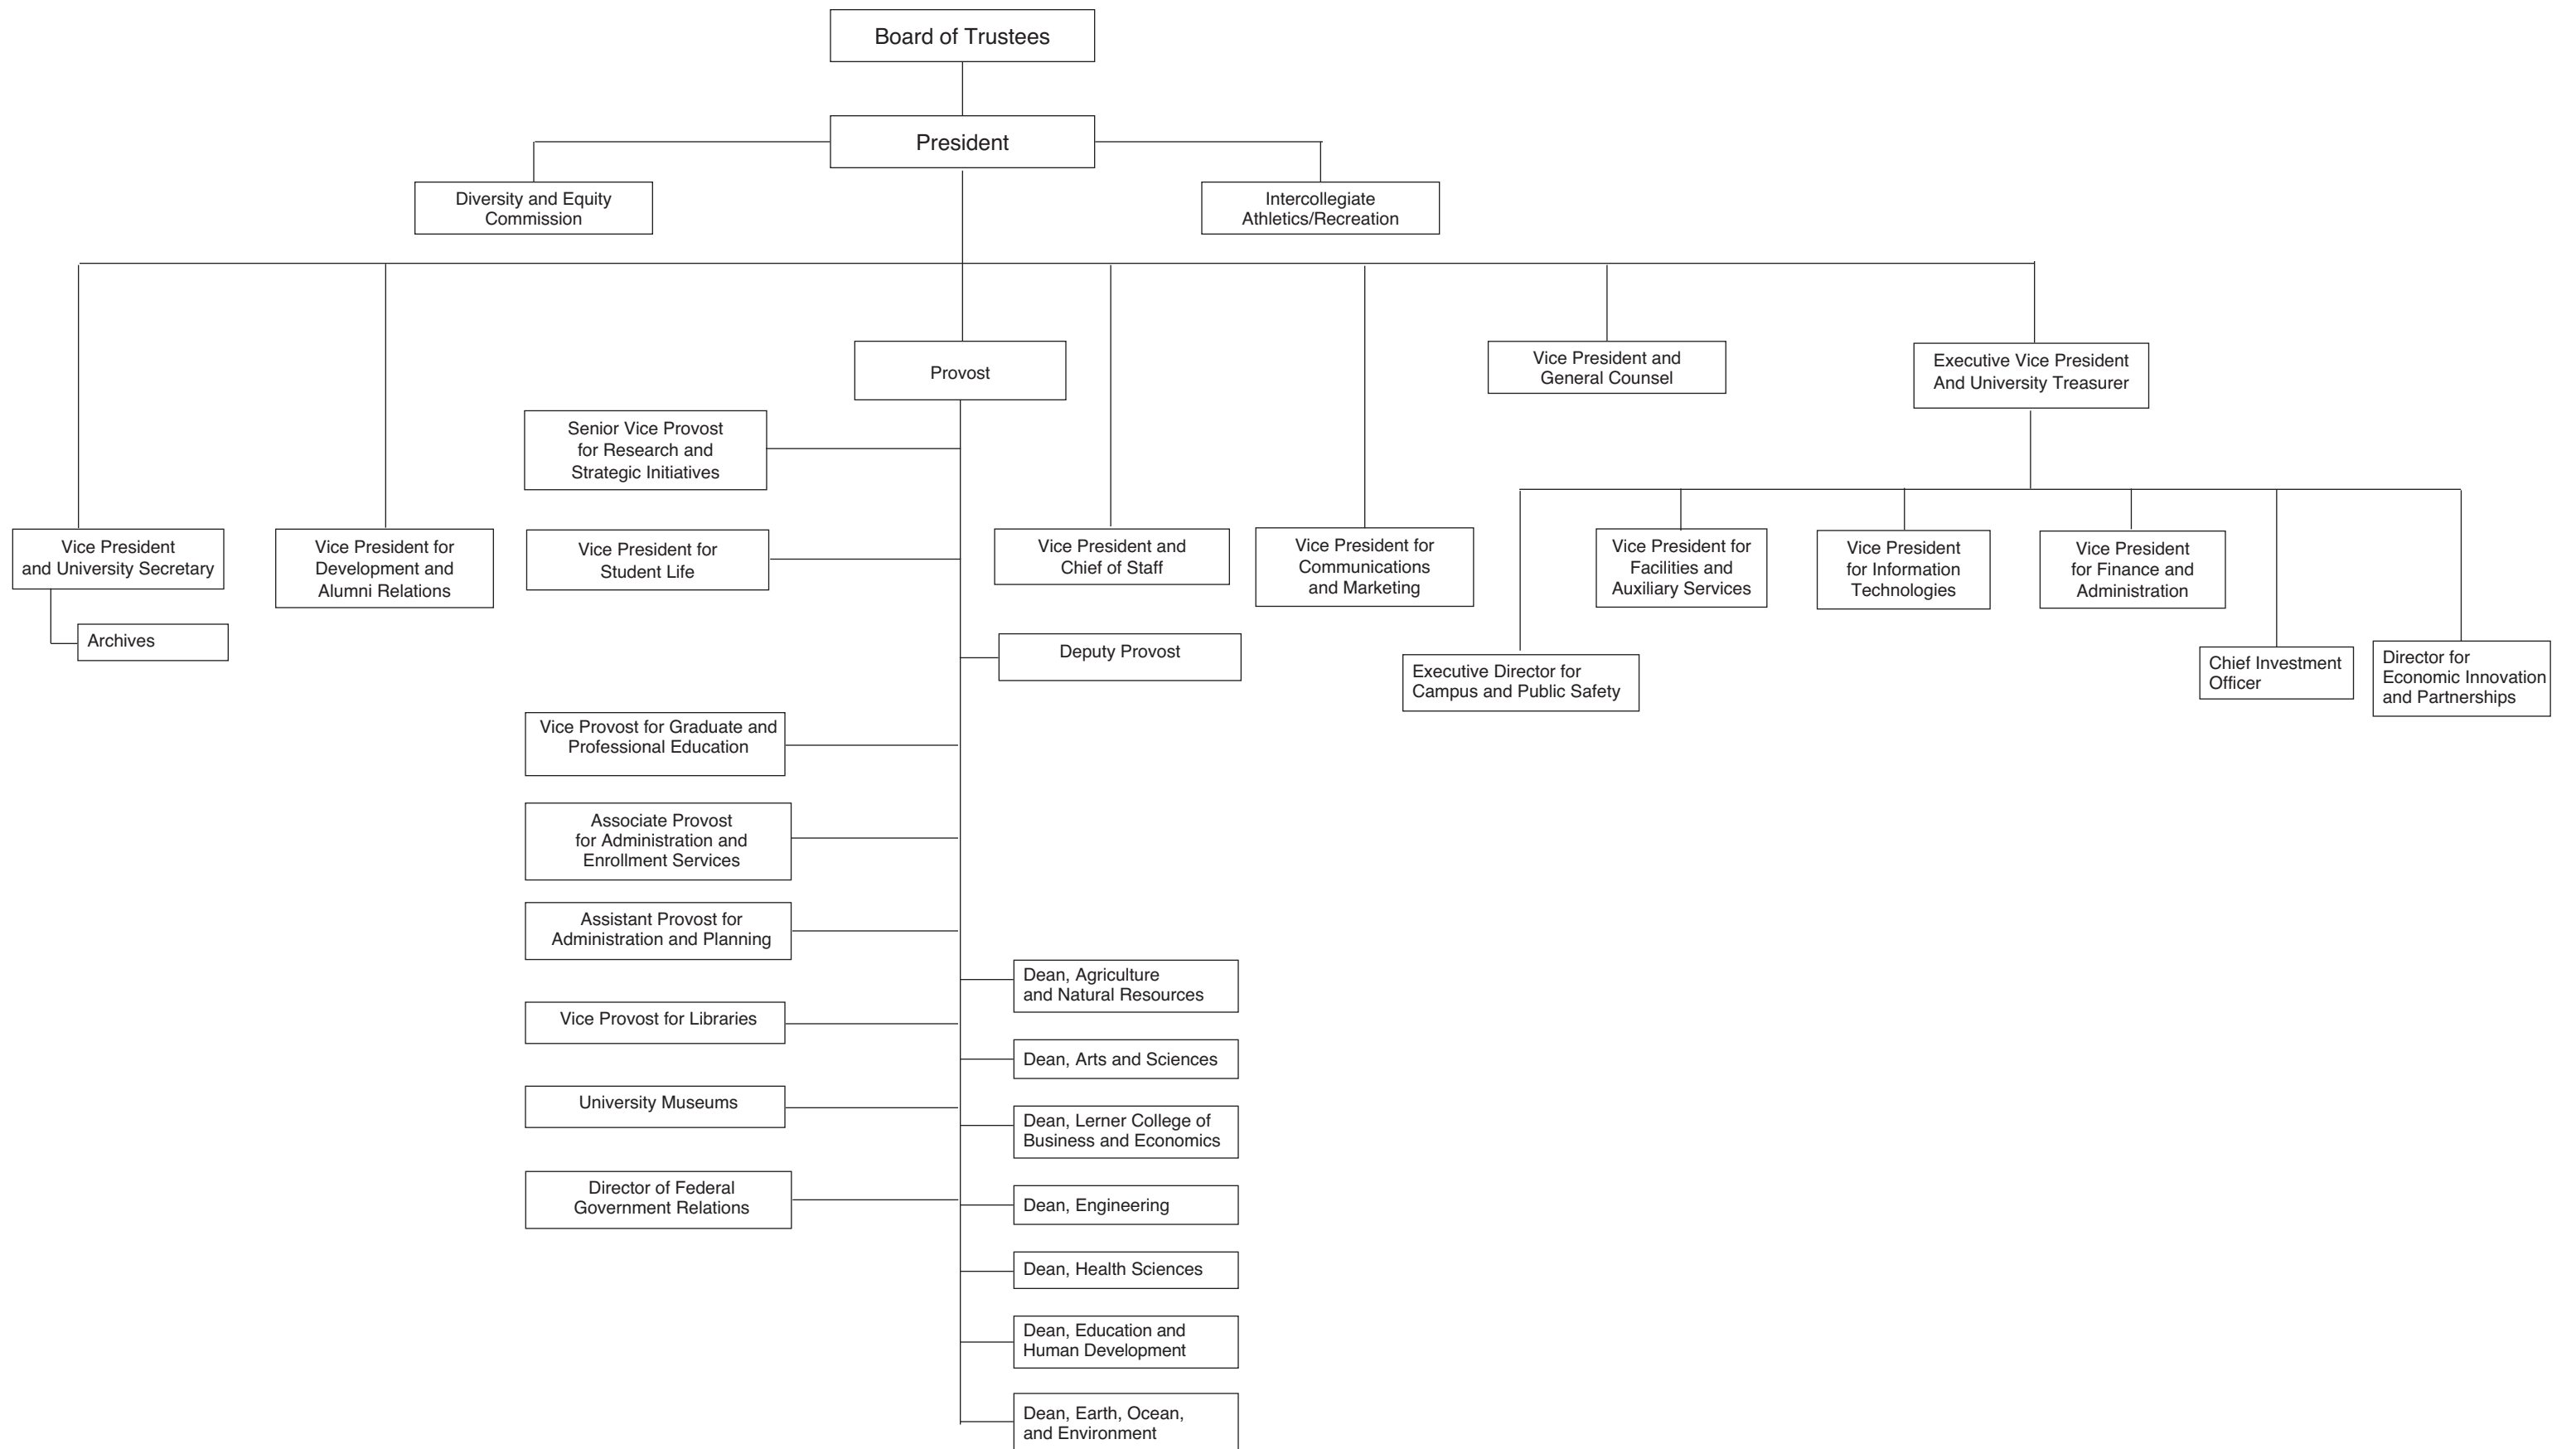 Board of Trustees
President
Diversity and Equity
Commission
Intercollegiate
Athletics/Recreation
Provost
Vice President and
General Counsel
Executive Vice President
And University Treasurer
Senior Vice Provost
for Research and
Strategic Initiatives
Vice President
and University Secretary
Vice President for
Development and
Alumni Relations
Vice President for
Student Life
Vice President and
Chief of Staff
Vice President for
Communications
and Marketing
Vice President for
Facilities and
Auxiliary Services
Vice President
for Information
Technologies
Vice President
for Finance and
Administration
Archives
Deputy Provost
Executive Director for
Campus and Public Safety
Chief Investment
Officer
Director for
Economic Innovation
and Partnerships
Vice Provost for Graduate and
Professional Education
Associate Provost
for Administration and
Enrollment Services
Assistant Provost for
Administration and Planning
Dean, Agriculture
and Natural Resources
Vice Provost for Libraries
Dean, Arts and Sciences
University Museums
Dean, Lerner College of
Business and Economics
Director of Federal
Government Relations
Dean, Engineering
Dean, Health Sciences
Dean, Education and
Human Development
Dean, Earth, Ocean,
and Environment